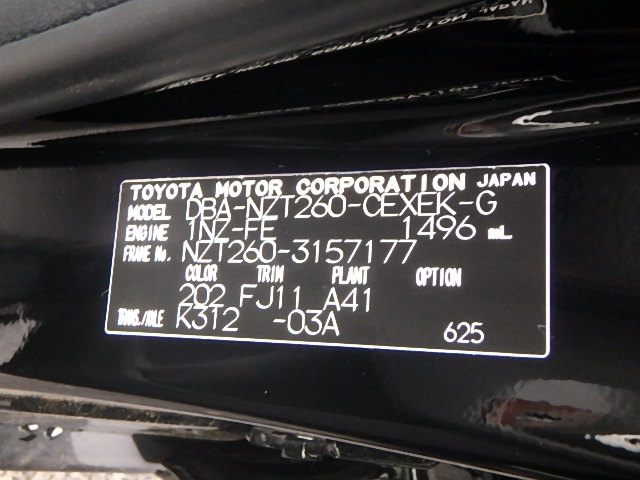 TOYOTA MOTOR CORPORATION JAPAN
MODEL DBA-NZT260-CEXEK-G
ENGINE 1NZ-FE 1496 mL
FRAME No. NZT260-3157177
COLOR TRIM PLANT OPTION
202 FJ11 A41
TRANS./AXLE K3T2 -03A 625